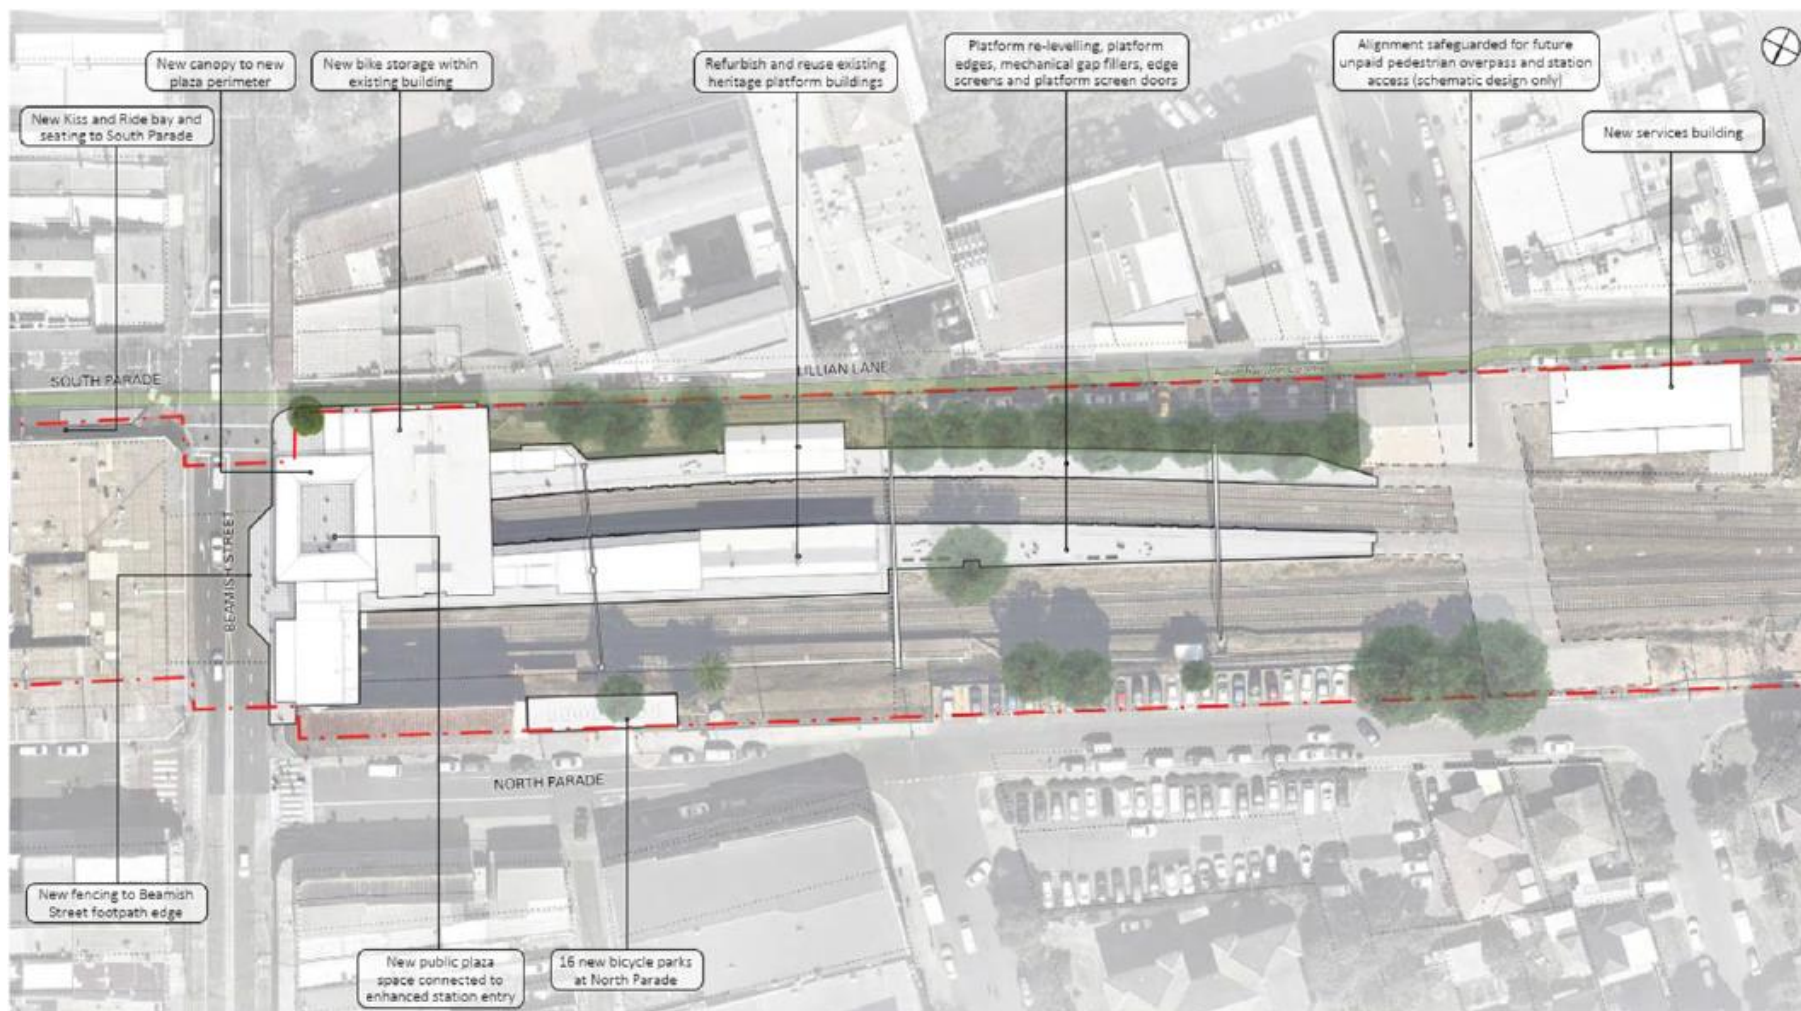 New canopy to new
plaza perimeter
New bike storage within
existing building
Refurbish and reuse existing
heritage platform buildings
Platform re-levelling, platform
edges, mechanical gap fillers, edge
screens and platform screen doors
Alignment safeguarded for future
unpaid pedestrian overpass and station
access (schematic design only)
New Kiss and Ride bay and
seating to South Parade
New services building
SOUTH PARADE
LILLIAN LANE
BEAMISH STREET
NORTH PARADE
New fencing to Beamish
Street footpath edge
New public plaza
space connected to
enhanced station entry
16 new bicycle parks
at North Parade